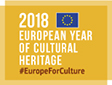 2018
EUROPEAN YEAR
OF CULTURAL
HERITAGE
#EuropeForCulture